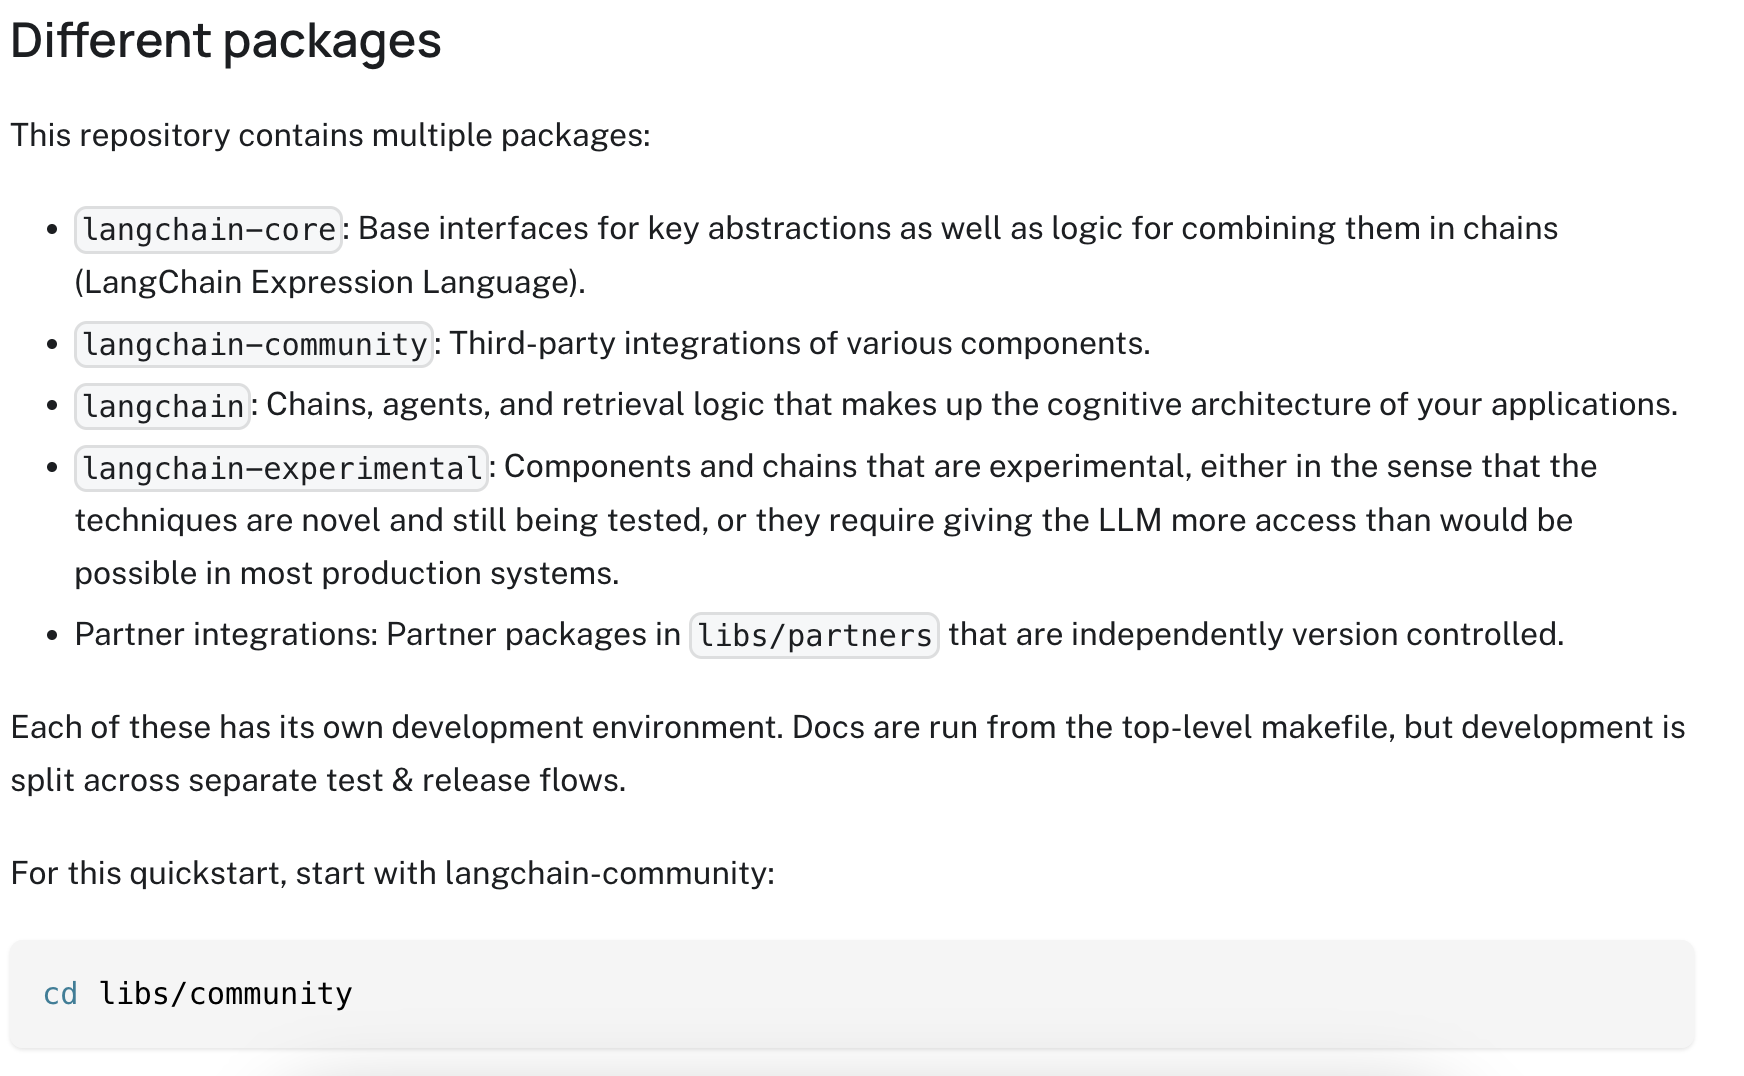 Different packages
This repository contains multiple packages:
• langchain-core: Base interfaces for key abstractions as well as logic for combining them in chains
(LangChain Expression Language).
• langchain-community: Third-party integrations of various components.
• langchain: Chains, agents, and retrieval logic that makes up the cognitive architecture of your applications.
• langchain-experimental: Components and chains that are experimental, either in the sense that the
techniques are novel and still being tested, or they require giving the LLM more access than would be
possible in most production systems.
• Partner integrations: Partner packages in libs/partners that are independently version controlled.
Each of these has its own development environment. Docs are run from the top-level makefile, but development is
split across separate test & release flows.
For this quickstart, start with langchain-community:
cd libs/community